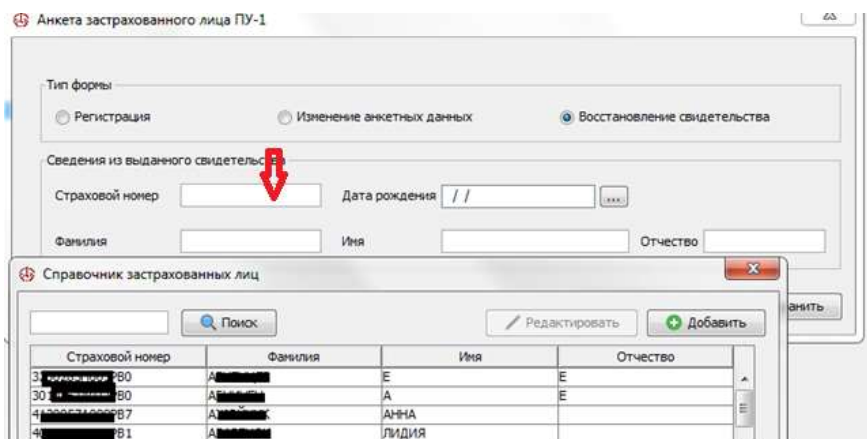 Анкета застрахованного лица ПУ-1
Тип формы
Регистрация Изменение анкетных данных Восстановление свидетельства
Сведения из выданного свидетельства
Страховой номер Дата рождения / / ...
Фамилия Имя Отчество
Справочник застрахованных лиц
Поиск Редактировать Добавить
Страховой номер Фамилия Имя Отчество
Е Е
А Е
АННА
ЛИДИЯ